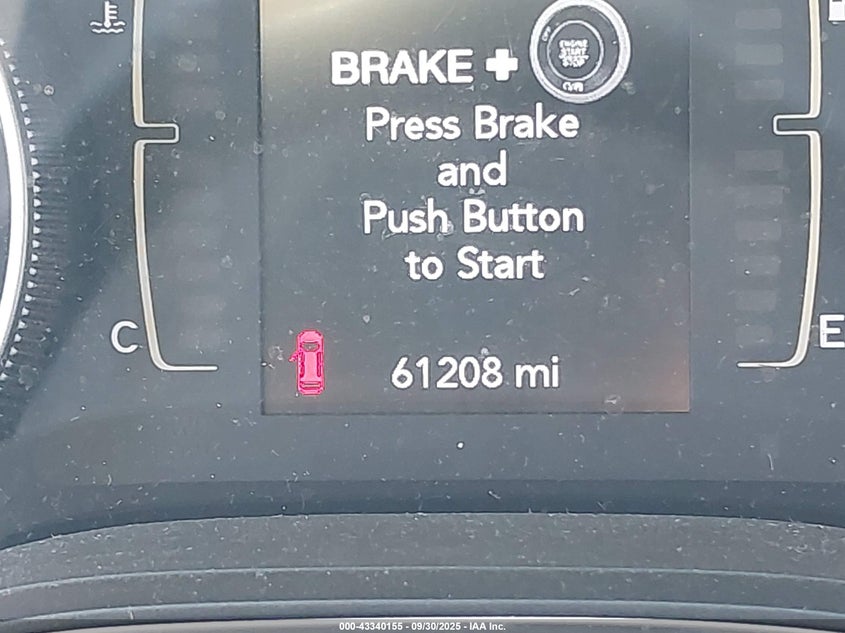 BRAKE +
ENGINE
START
STOP
Press Brake
and
Push Button
to Start
C
E
61208 mi
000-43340155 - 09/30/2025 - IAA Inc.